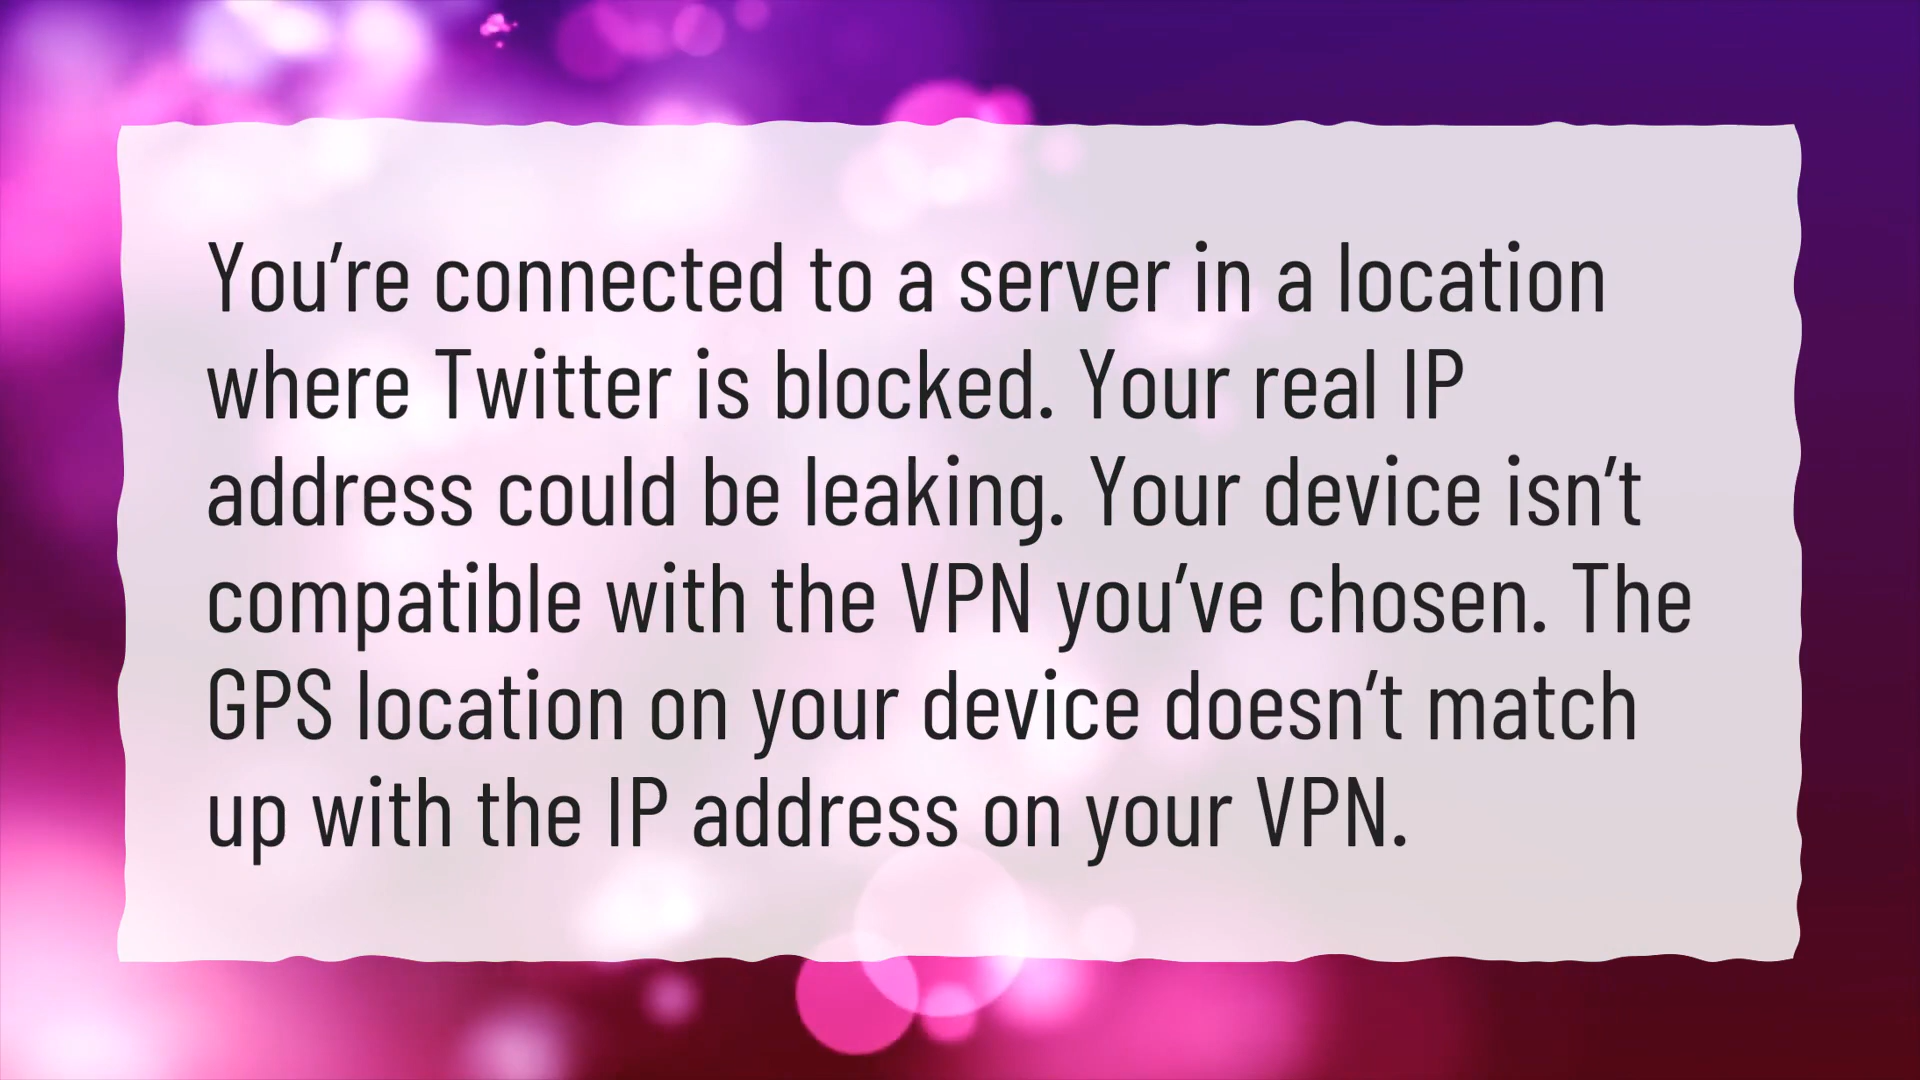 You’re connected to a server in a location
where Twitter is blocked. Your real IP
address could be leaking. Your device isn’t
compatible with the VPN you’ve chosen. The
GPS location on your device doesn’t match
up with the IP address on your VPN.